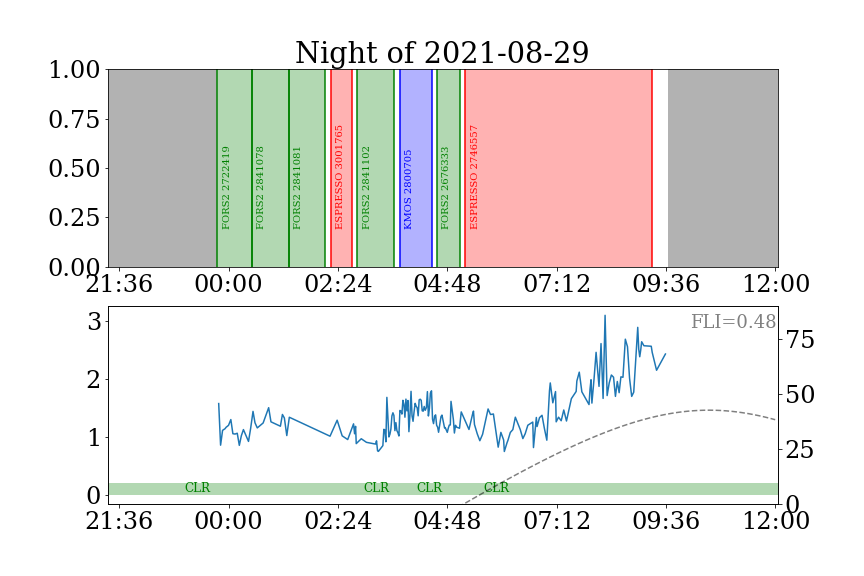 Night of 2021-08-29
1.00
0.75
0.50
0.25
0.00
FORS2 2722419
FORS2 2841078
FORS2 2841081
ESPRESSO 3001765
FORS2 2841102
KMOS 2800705
FORS2 2676333
ESPRESSO 2746557
21:36 00:00 02:24 04:48 07:12 09:36 12:00
FLI=0.48
3
2
1
0
75
50
25
0
CLR CLR CLR CLR
21:36 00:00 02:24 04:48 07:12 09:36 12:00